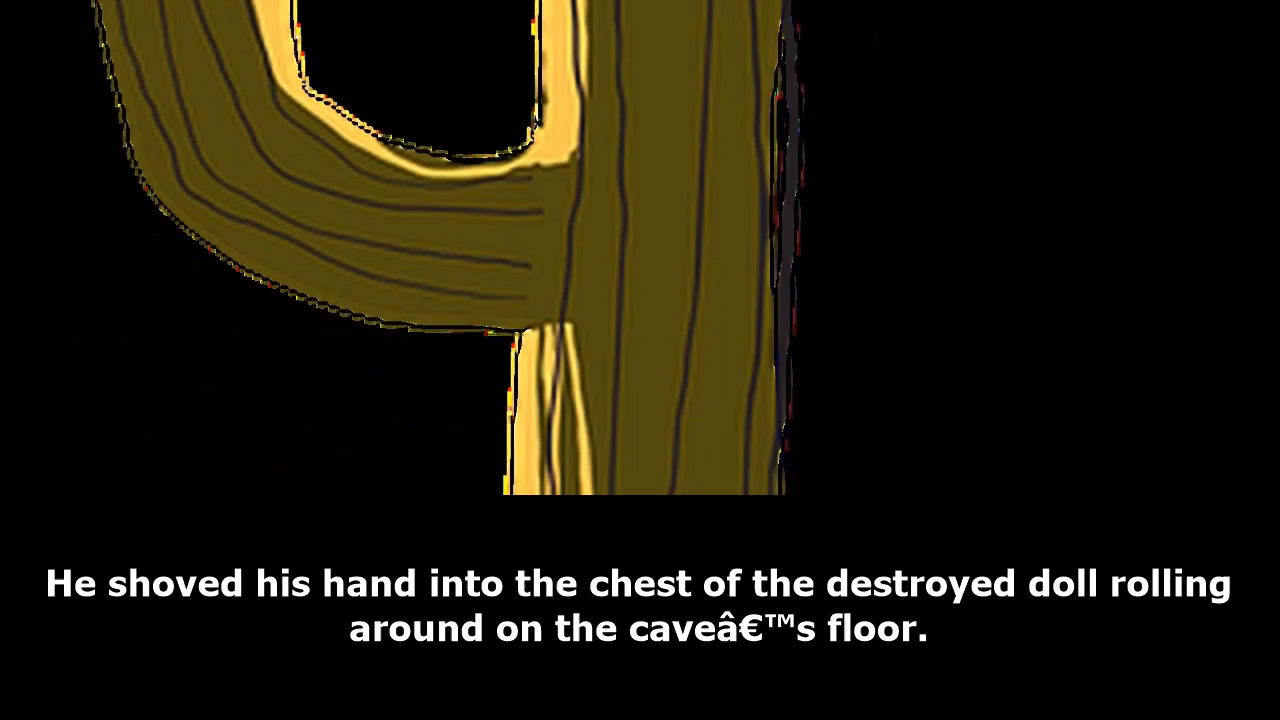 He shoved his hand into the chest of the destroyed doll rolling
around on the caveâ€™s floor.